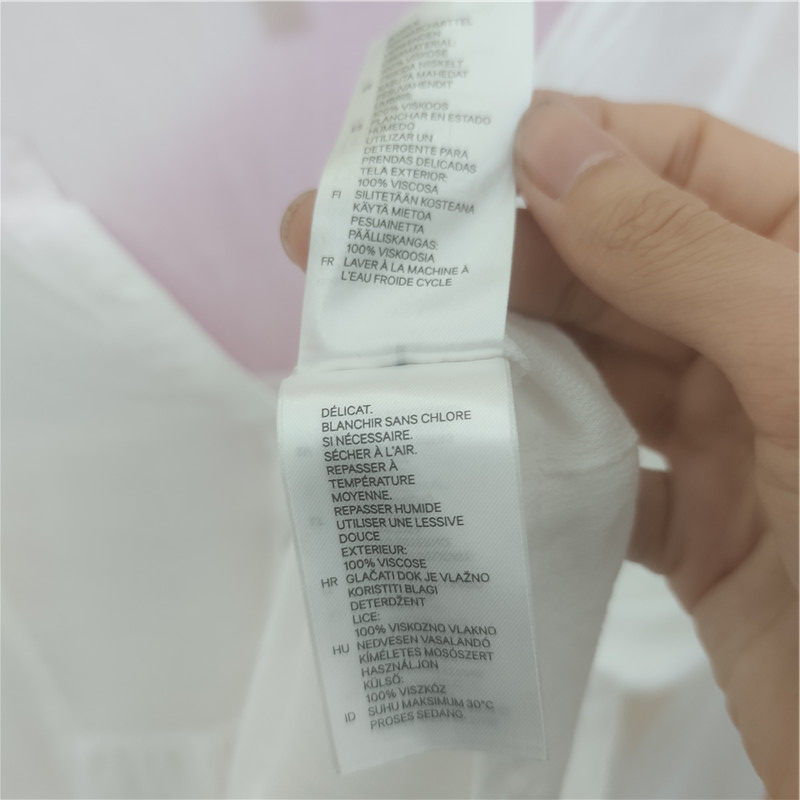 100% VISKOOS
ES PLANCHAR EN ESTADO
HÚMEDO
UTILIZAR UN
DETERGENTE PARA
PRENDAS DELICADAS
TELA EXTERIOR:
100% VISCOSA
FI SILITETÄÄN KOSTEANA
KÄYTÄ MIETOA
PESUAINETTA
PÄÄLLISKANGAS:
100% VISKOOSIA
FR LAVER À LA MACHINE À
L'EAU FROIDE CYCLE
DÉLICAT.
BLANCHIR SANS CHLORE
SI NÉCESSAIRE.
SÉCHER À L'AIR.
REPASSER À
TEMPÉRATURE
MOYENNE.
REPASSER HUMIDE
UTILISER UNE LESSIVE
DOUCE
EXTERIEUR:
100% VISCOSE
HR GLAČATI DOK JE VLAŽNO
KORISTITI BLAGI
DETERDŽENT
LICE:
100% VISKOZNO VLAKNO
HU NEDVESEN VASALANDÓ
KÍMÉLETES MOSÓSZERT
HASZNÁLJON
KÜLSŐ:
100% VISZKÓZ
ID SUHU MAKSIMUM 30°C
PROSES SEDANG.